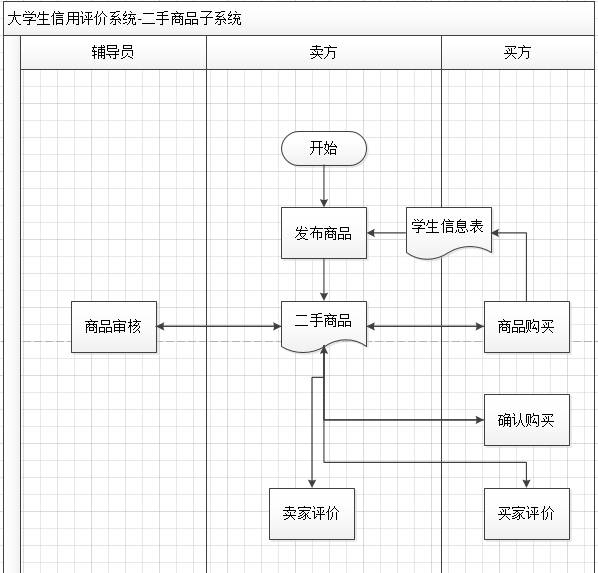 大学生信用评价系统-二手商品子系统
辅导员
卖方
买方
开始
发布商品
学生信息表
商品审核
二手商品
商品购买
确认购买
卖家评价
买家评价